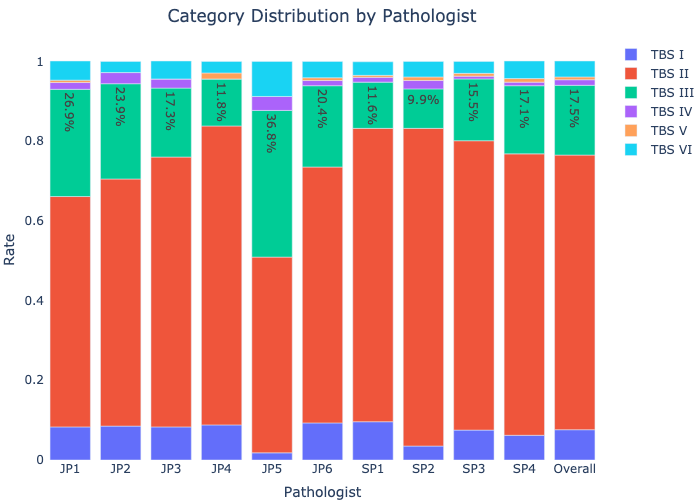 Category Distribution by Pathologist
1
0.8
0.6
0.4
0.2
0
Rate
26.9%
23.9%
17.3%
11.8%
36.8%
20.4%
11.6%
9.9%
15.5%
17.1%
17.5%
JP1 JP2 JP3 JP4 JP5 JP6 SP1 SP2 SP3 SP4 Overall
Pathologist
TBS I
TBS II
TBS III
TBS IV
TBS V
TBS VI